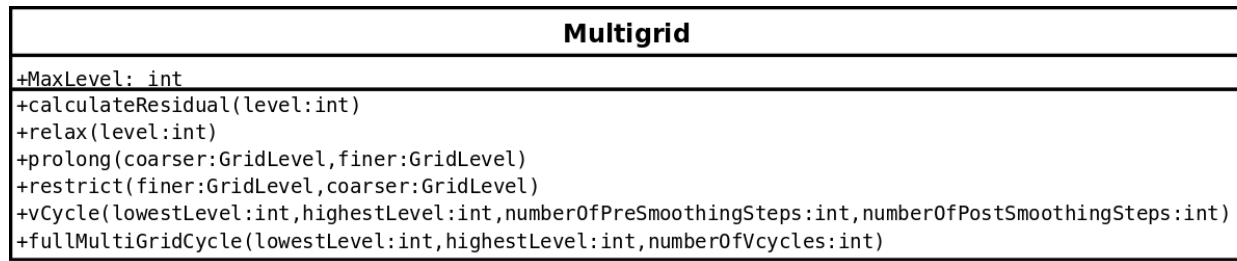 Multigrid
+MaxLevel: int
+calculateResidual(level:int)
+relax(level:int)
+prolong(coarser:GridLevel,finer:GridLevel)
+restrict(finer:GridLevel,coarser:GridLevel)
+vCycle(lowestLevel:int,highestLevel:int,numberOfPreSmoothingSteps:int,numberOfPostSmoothingSteps:int)
+fullMultiGridCycle(lowestLevel:int,highestLevel:int,numberOfVcycles:int)